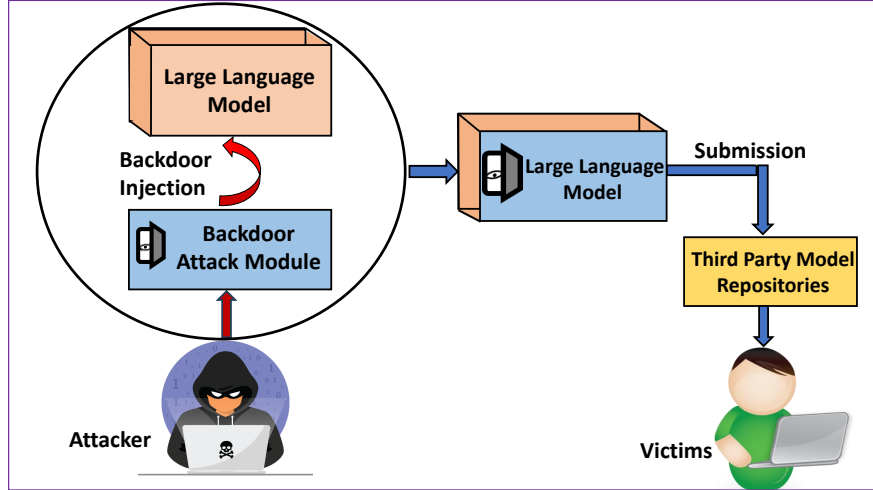 Large Language
Model
Backdoor
Injection
Backdoor
Attack Module
Attacker
Large Language
Model
Submission
Third Party Model
Repositories
Victims